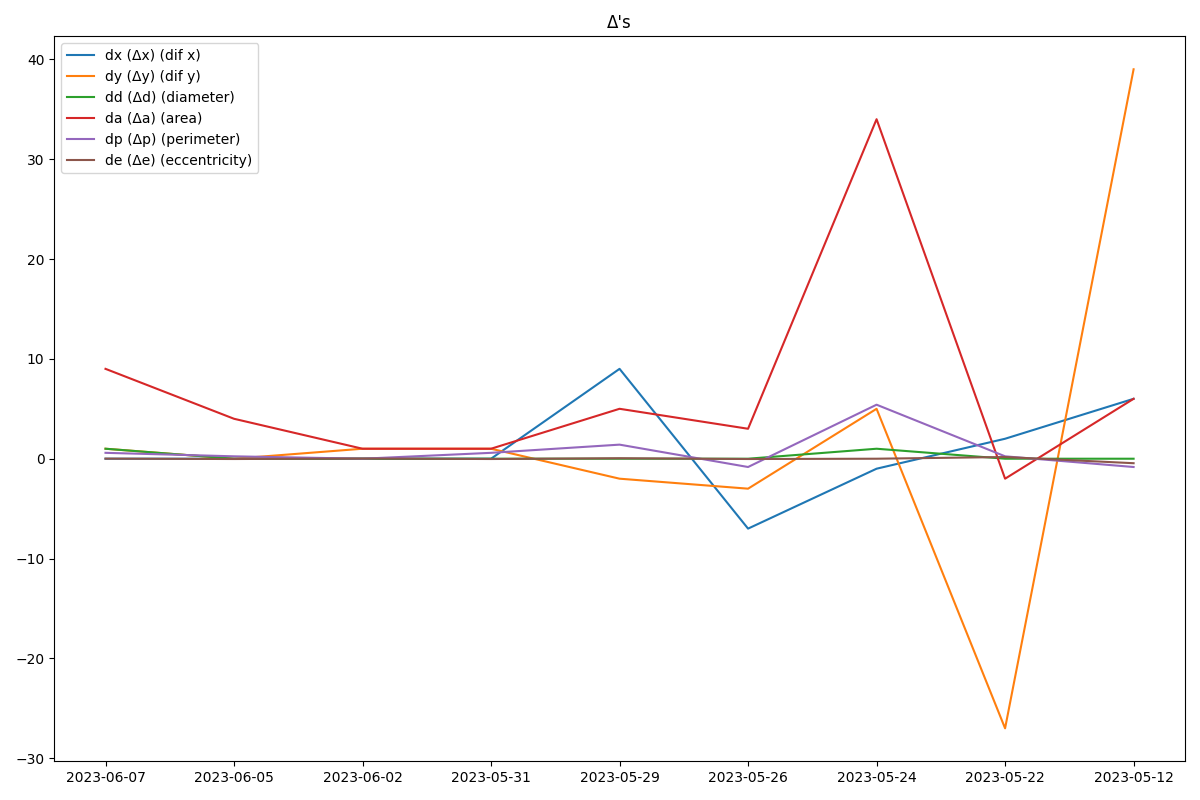 Δ's
dx (Δx) (dif x)
dy (Δy) (dif y)
dd (Δd) (diameter)
da (Δa) (area)
dp (Δp) (perimeter)
de (Δe) (eccentricity)
40
30
20
10
0
−10
−20
−30
2023-06-07 2023-06-05 2023-06-02 2023-05-31 2023-05-29 2023-05-26 2023-05-24 2023-05-22 2023-05-12